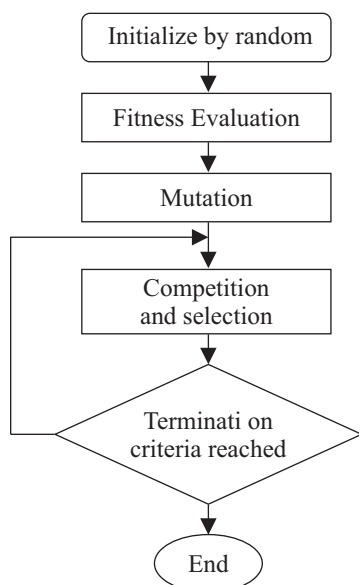 Initialize by random
Fitness Evaluation
Mutation
Competition
and selection
Terminati on
criteria reached
End